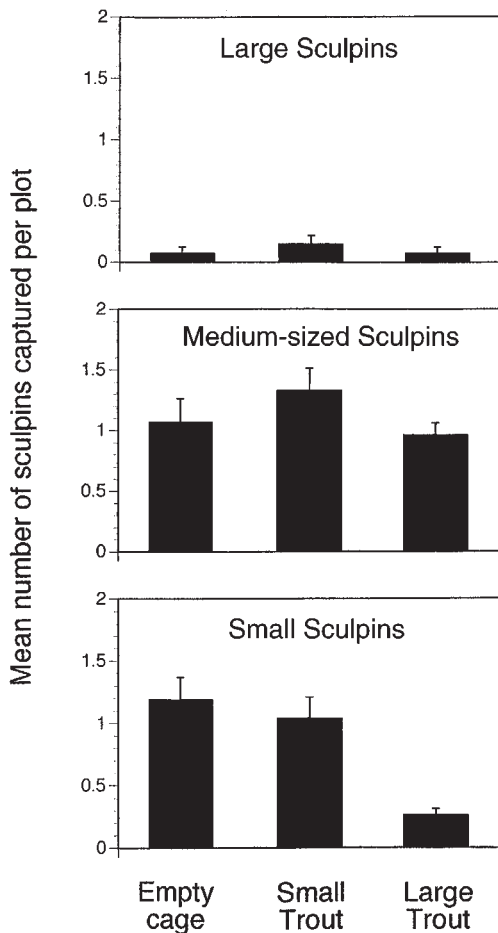 Mean number of sculpins captured per plot
Large Sculpins
2
1.5
1
0.5
0
Medium-sized Sculpins
2
1.5
1
0.5
0
Small Sculpins
2
1.5
1
0.5
0
Empty cage
Small Trout
Large Trout